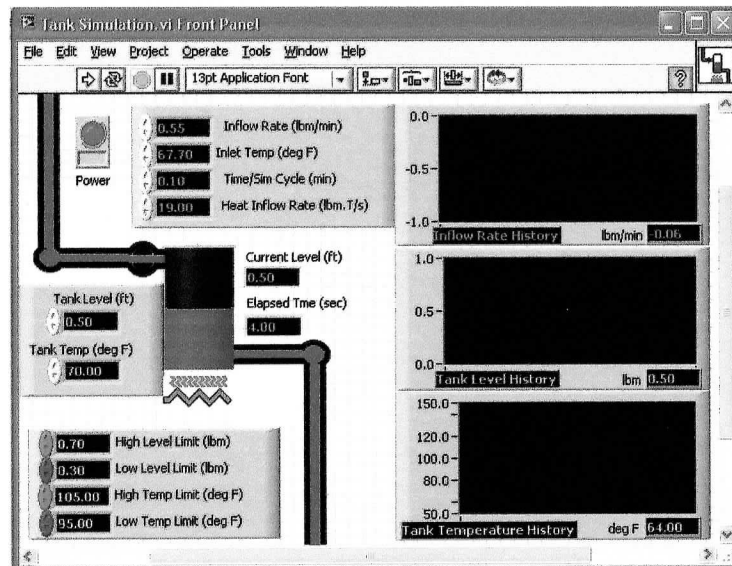 Tank Simulation.vi Front Panel
File Edit View Project Operate Tools Window Help
13pt Application Font
?
Power
0.55 Inflow Rate (lbm/min)
67.70 Inlet Temp (deg F)
0.10 Time/Sim Cycle (min)
19.00 Heat Inflow Rate (lbm.T/s)
0.0
-0.5
-1.0
Inflow Rate History lbm/min -0.06
Current Level (ft)
0.50
Elapsed Tme (sec)
4.00
Tank Level (ft)
0.50
Tank Temp (deg F)
70.00
1.0
0.5
0.0
Tank Level History lbm 0.50
0.70 High Level Limit (lbm)
0.30 Low Level Limit (lbm)
105.00 High Temp Limit (deg F)
95.00 Low Temp Limit (deg F)
150.0
120.0
100.0
80.0
50.0
Tank Temperature History deg F 64.00